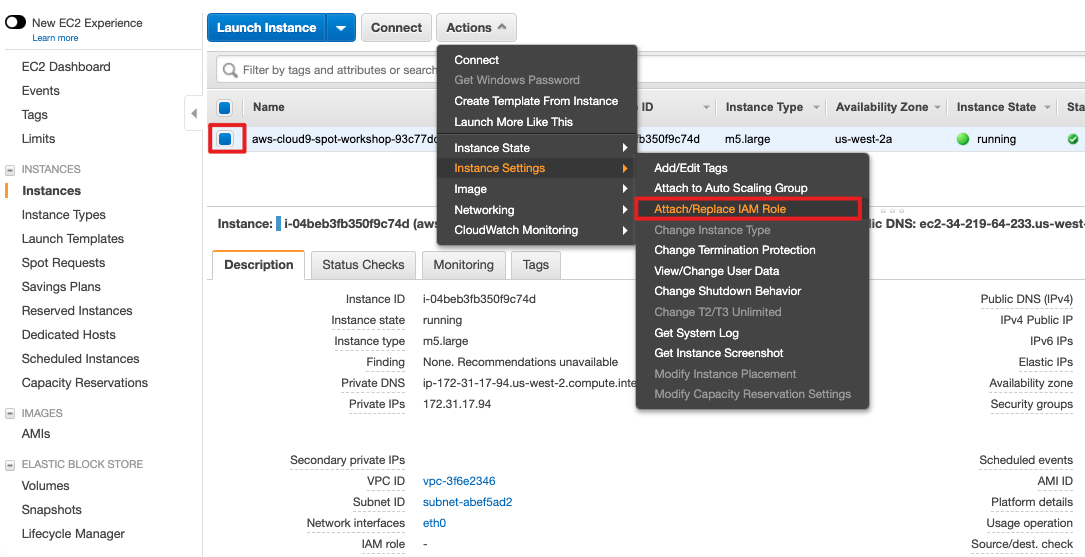 New EC2 Experience
Learn more
EC2 Dashboard
Events
Tags
Limits
INSTANCES
Instances
Instance Types
Launch Templates
Spot Requests
Savings Plans
Reserved Instances
Dedicated Hosts
Scheduled Instances
Capacity Reservations
IMAGES
AMIs
ELASTIC BLOCK STORE
Volumes
Snapshots
Lifecycle Manager
Launch Instance
Connect
Actions
Filter by tags and attributes or search
Name
ID
Instance Type
Availability Zone
Instance State
Sta
aws-cloud9-spot-workshop-93c77dc
fb350f9c74d
m5.large
us-west-2a
running
Connect
Get Windows Password
Create Template From Instance
Launch More Like This
Instance State
Instance Settings
Image
Networking
CloudWatch Monitoring
Add/Edit Tags
Attach to Auto Scaling Group
Attach/Replace IAM Role
Change Instance Type
Change Termination Protection
View/Change User Data
Change Shutdown Behavior
Change T2/T3 Unlimited
Get System Log
Get Instance Screenshot
Modify Instance Placement
Modify Capacity Reservation Settings
Instance: i-04beb3fb350f9c74d (aws
lic DNS: ec2-34-219-64-233.us-west-
Description
Status Checks
Monitoring
Tags
Instance ID i-04beb3fb350f9c74d
Instance state running
Instance type m5.large
Finding None. Recommendations unavailable
Private DNS ip-172-31-17-94.us-west-2.compute.inte
Private IPs 172.31.17.94
Secondary private IPs
VPC ID vpc-3f6e2346
Subnet ID subnet-abef5ad2
Network interfaces eth0
IAM role -
Public DNS (IPv4)
IPv4 Public IP
IPv6 IPs
Elastic IPs
Availability zone
Security groups
Scheduled events
AMI ID
Platform details
Usage operation
Source/dest. check